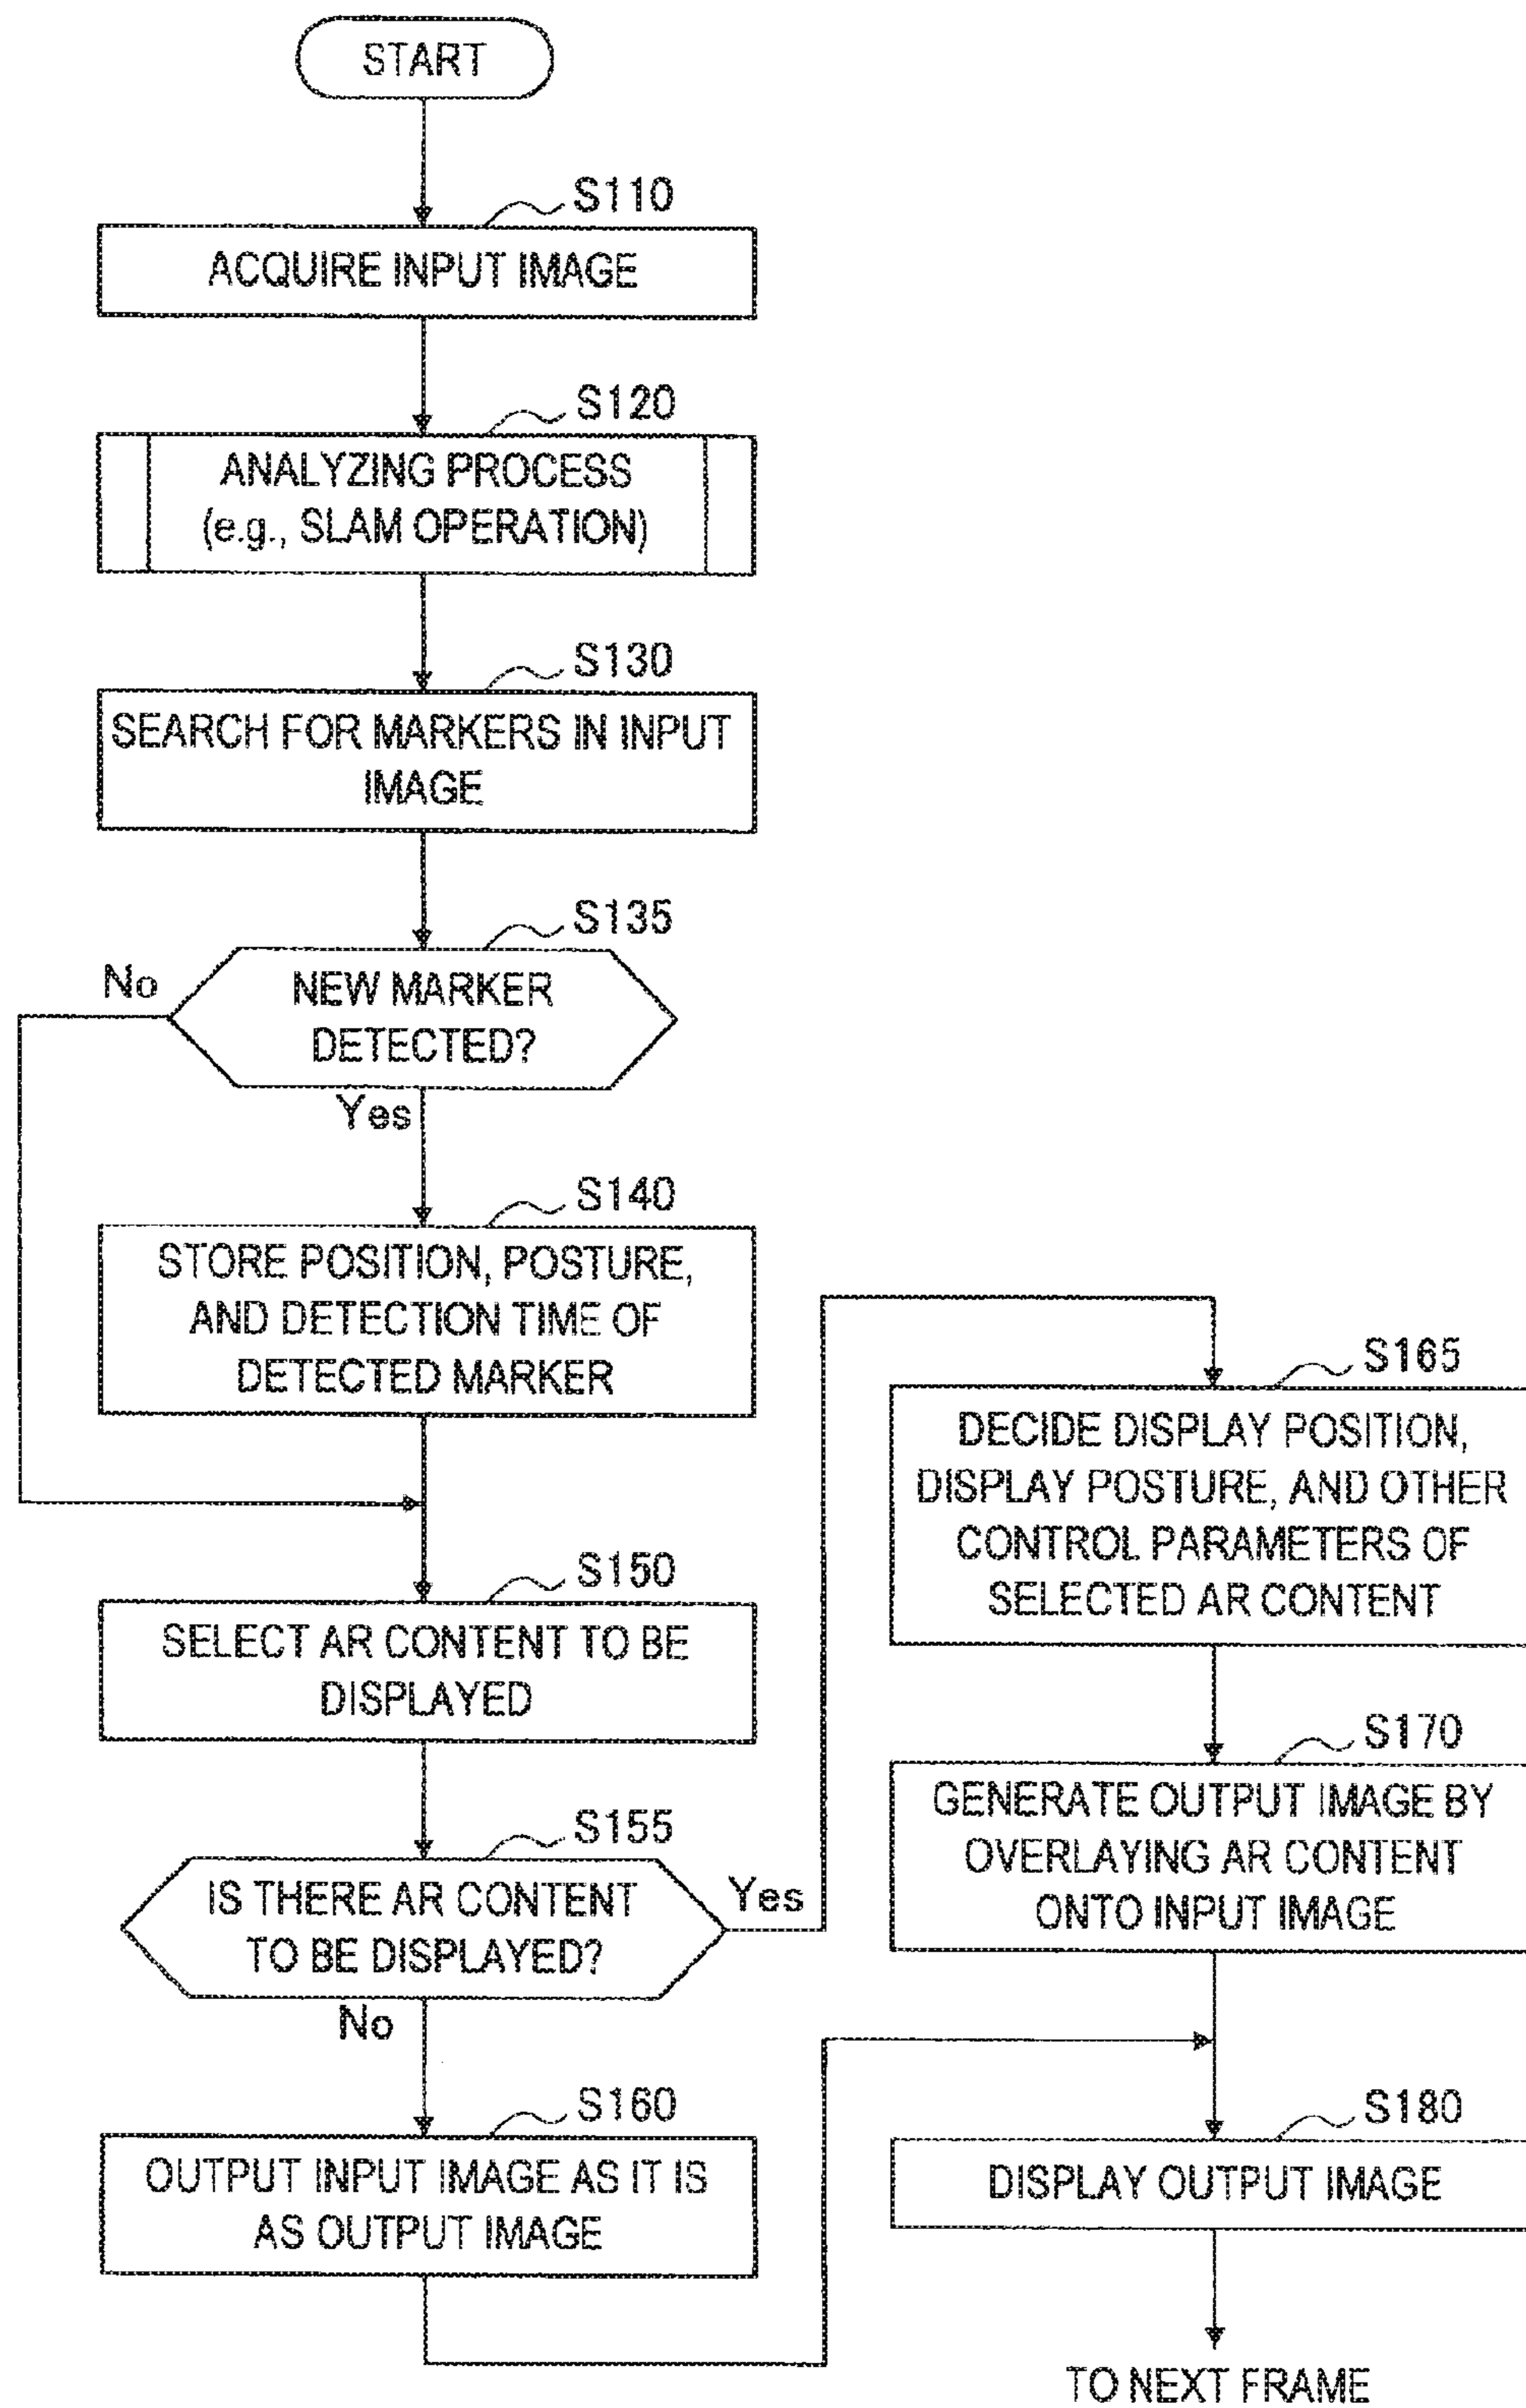 START
S110
ACQUIRE INPUT IMAGE
S120
ANALYZING PROCESS
(e.g., SLAM OPERATION)
S130
SEARCH FOR MARKERS IN INPUT
IMAGE
S135
No
NEW MARKER
DETECTED?
Yes
S140
STORE POSITION, POSTURE,
AND DETECTION TIME OF
DETECTED MARKER
S150
SELECT AR CONTENT TO BE
DISPLAYED
S155
IS THERE AR CONTENT
TO BE DISPLAYED?
Yes
No
S160
OUTPUT INPUT IMAGE AS IT IS
AS OUTPUT IMAGE
S165
DECIDE DISPLAY POSITION,
DISPLAY POSTURE, AND OTHER
CONTROL PARAMETERS OF
SELECTED AR CONTENT
S170
GENERATE OUTPUT IMAGE BY
OVERLAYING AR CONTENT
ONTO INPUT IMAGE
S180
DISPLAY OUTPUT IMAGE
TO NEXT FRAME